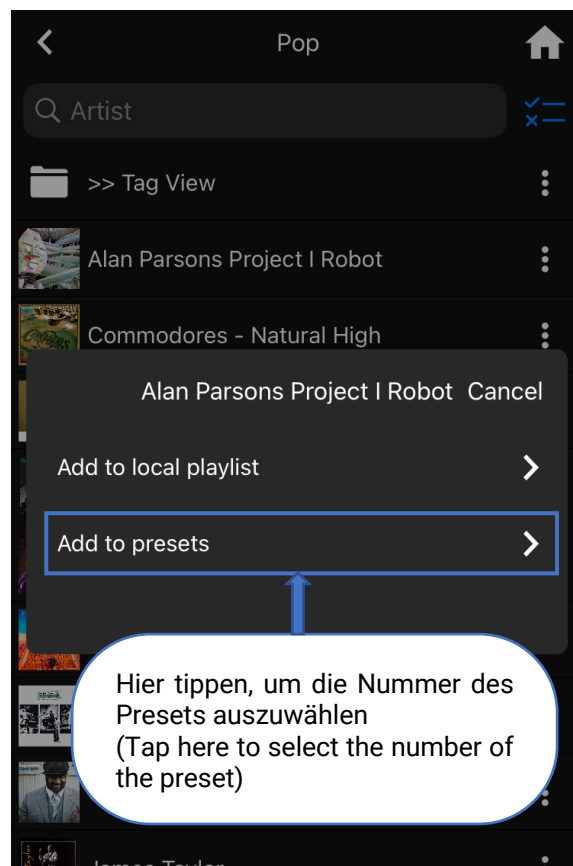 Pop
Artist
>> Tag View
Alan Parsons Project I Robot
Commodores - Natural High
Alan Parsons Project I Robot Cancel
Add to local playlist
Add to presets
Hier tippen, um die Nummer des
Presets auszuwählen
(Tap here to select the number of
the preset)
James Taylor